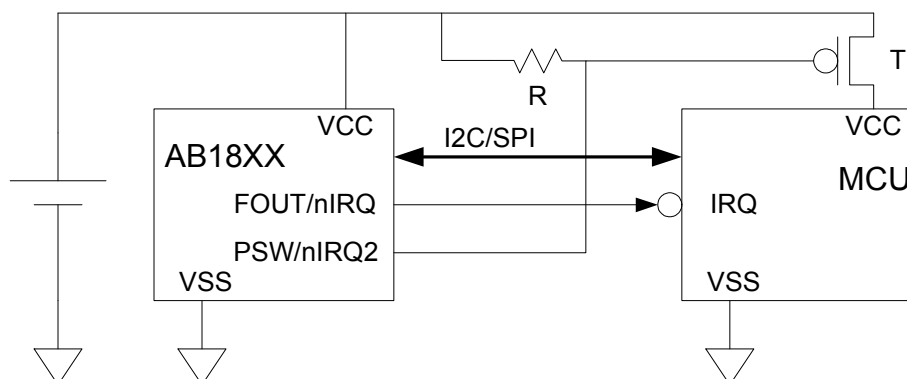 T
R
VCC
VCC
I2C/SPI
AB18XX
MCU
FOUT/nIRQ
IRQ
PSW/nIRQ2
VSS
VSS